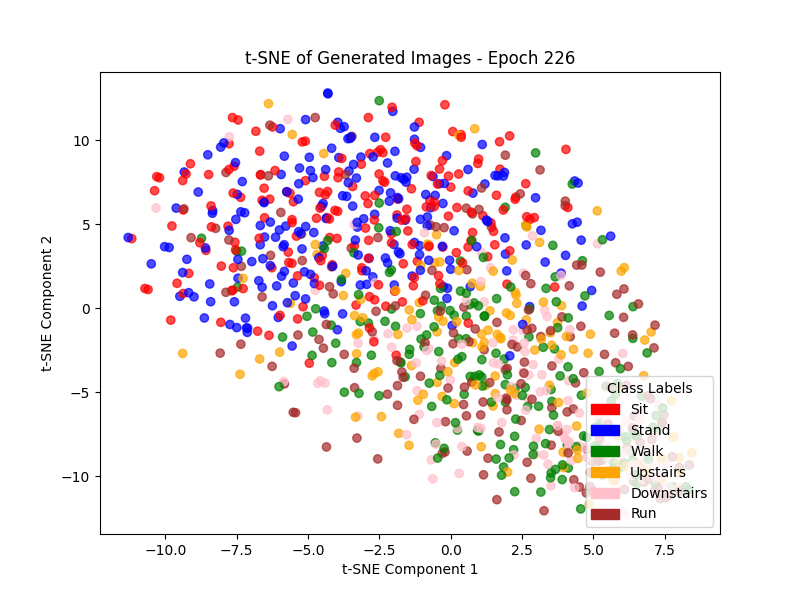 t-SNE of Generated Images - Epoch 226
t-SNE Component 2
10
5
0
−5
−10
−10.0 −7.5 −5.0 −2.5 0.0 2.5 5.0 7.5
t-SNE Component 1
Class Labels
Sit
Stand
Walk
Upstairs
Downstairs
Run